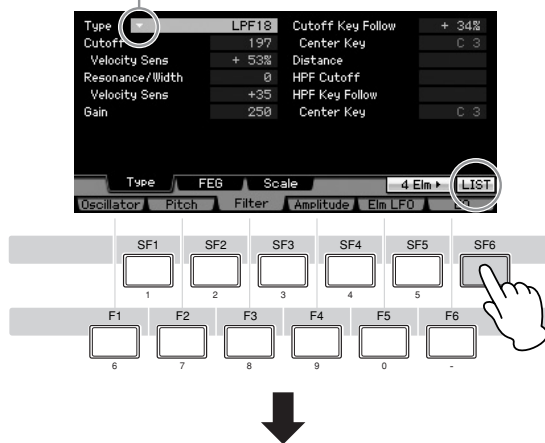 Type LPF18 Cutoff Key Follow + 34%
Cutoff 197 Center Key C 3
Velocity Sens + 53% Distance
Resonance/Width 0 HPF Cutoff
Velocity Sens +35 HPF Key Follow
Gain 250 Center Key C 3
Type FEG Scale 4 Elm LIST
Oscillator Pitch Filter Amplitude Elm LFO
SF1 SF2 SF3 SF4 SF5 SF6
1 2 3 4 5
F1 F2 F3 F4 F5 F6
6 7 8 9 0 -